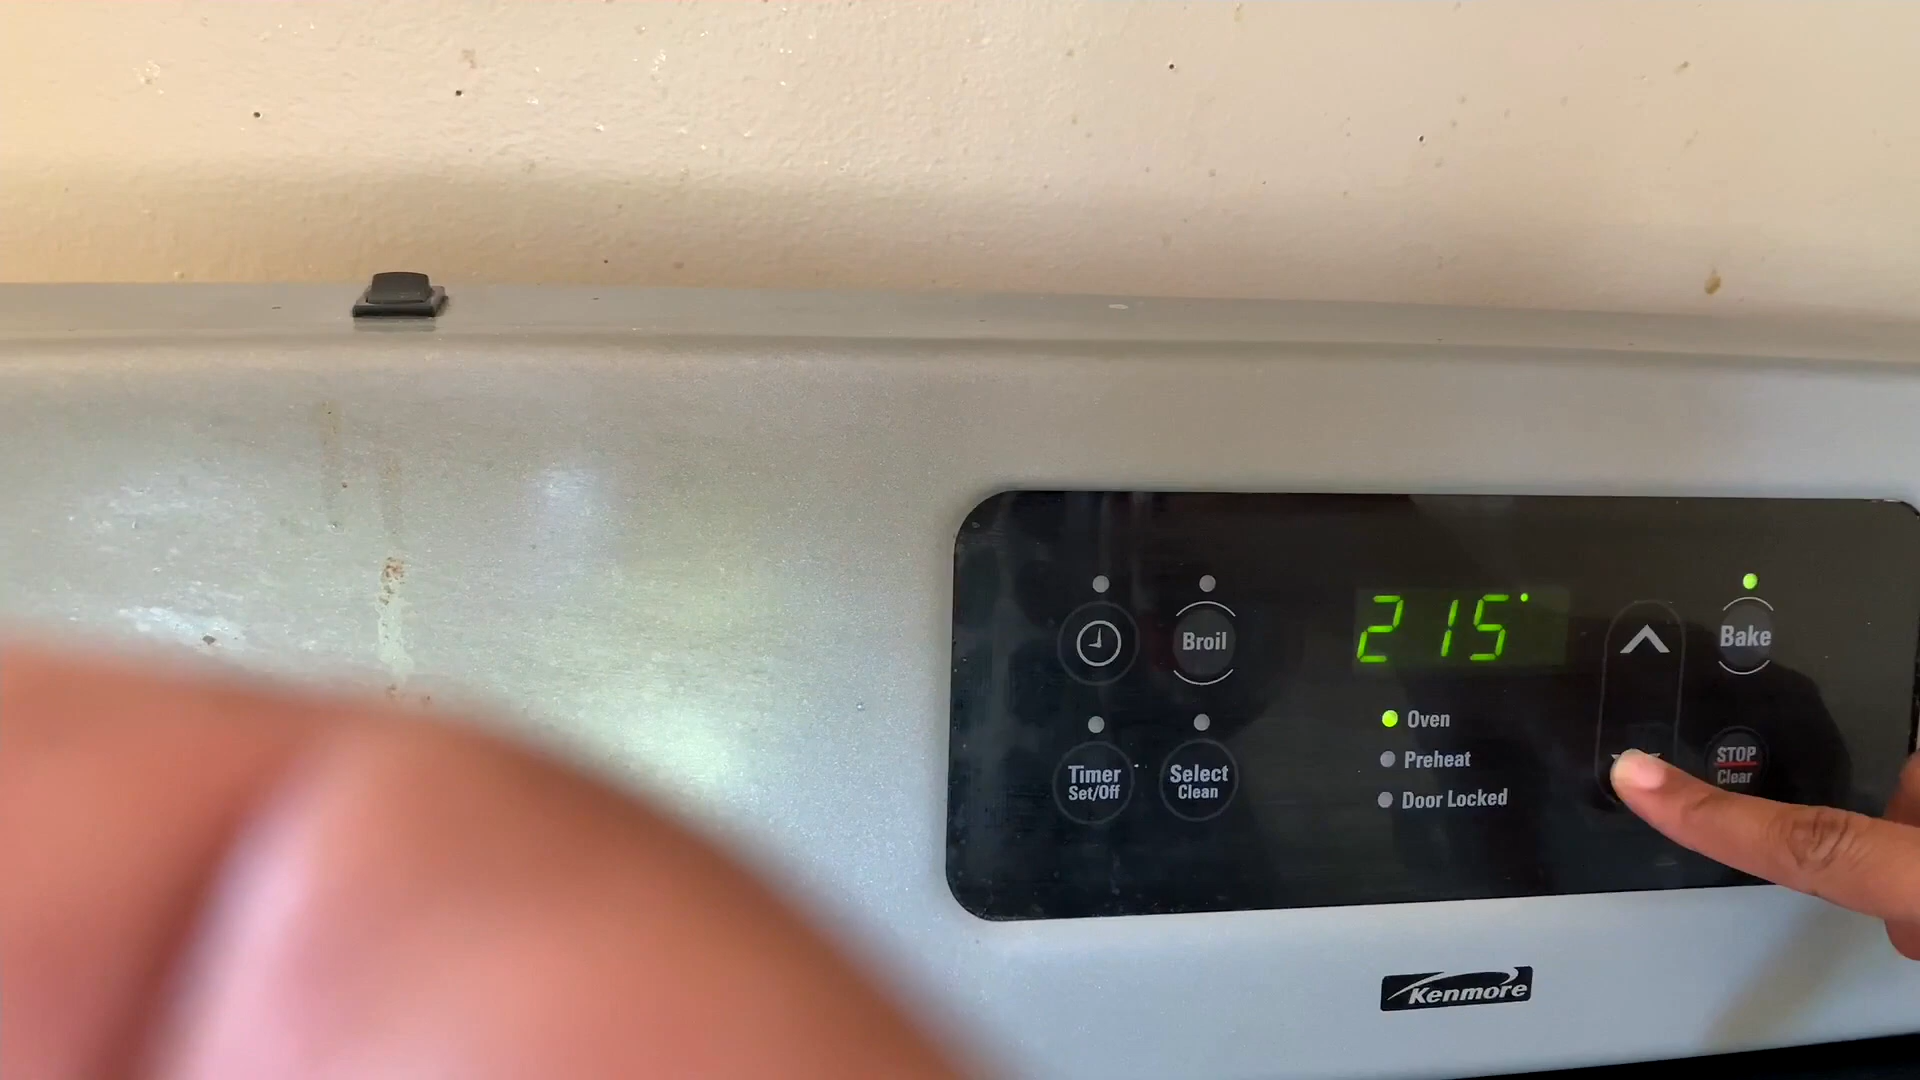 Broil
215°
Bake
Oven
Preheat
Door Locked
Timer
Set/Off
Select
Clean
STOP
Clear
Kenmore